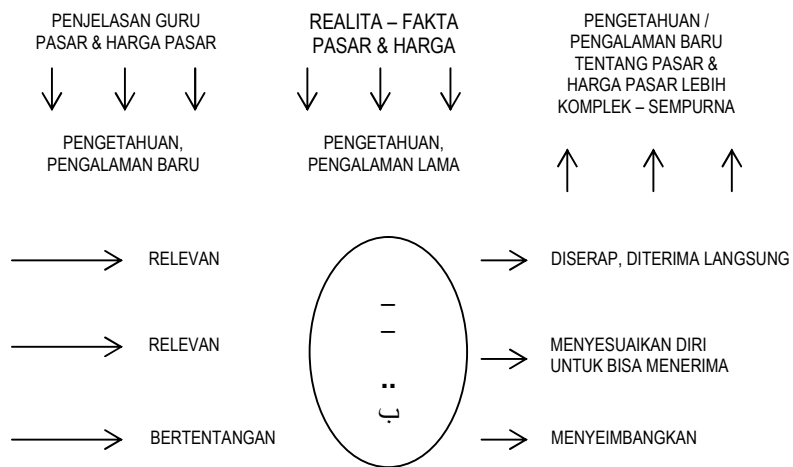 PENJELASAN GURU
PASAR & HARGA PASAR
REALITA – FAKTA
PASAR & HARGA
PENGETAHUAN /
PENGALAMAN BARU
TENTANG PASAR &
HARGA PASAR LEBIH
KOMPLEK – SEMPURNA
PENGETAHUAN,
PENGALAMAN BARU
PENGETAHUAN,
PENGALAMAN LAMA
RELEVAN
DISERAP, DITERIMA LANGSUNG
RELEVAN
MENYESUAIKAN DIRI
UNTUK BISA MENERIMA
BERTENTANGAN
MENYEIMBANGKAN